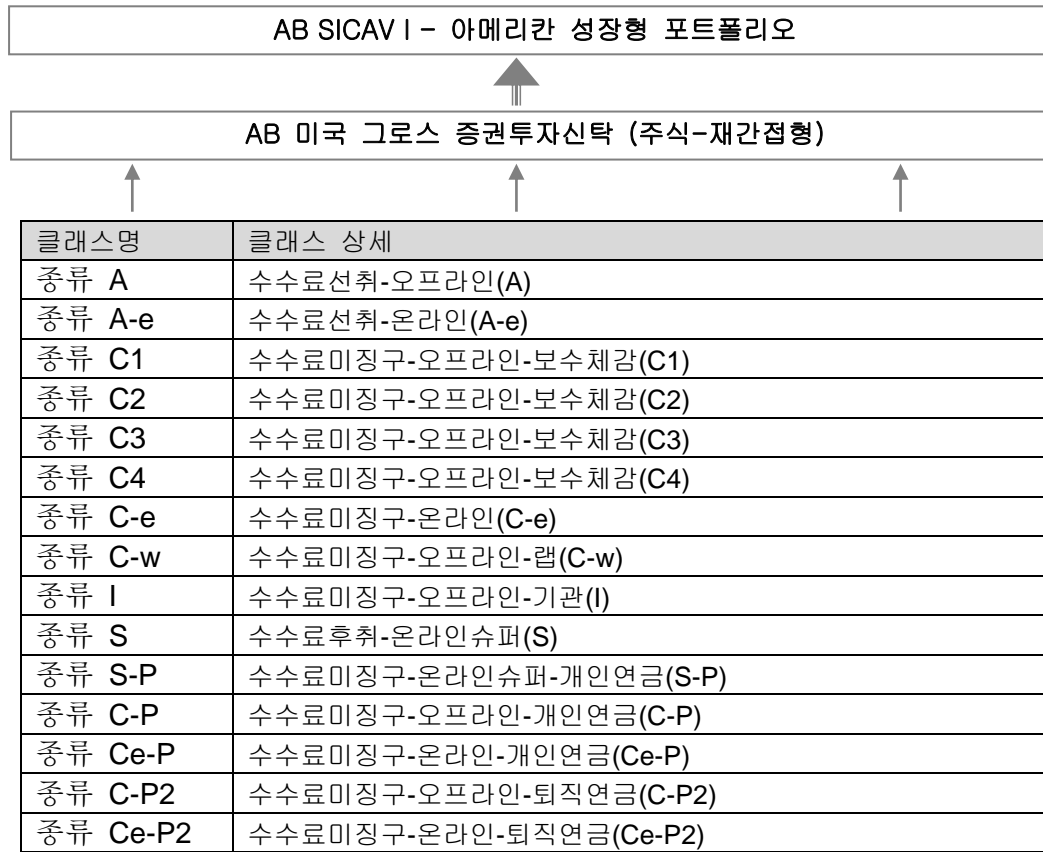 AB SICAV I - 아메리칸 성장형 포트폴리오
AB 미국 그로스 증권투자신탁 (주식-재간접형)
클래스명 클래스 상세
종류 A 수수료선취-오프라인(A)
종류 A-e 수수료선취-온라인(A-e)
종류 C1 수수료미징구-오프라인-보수체감(C1)
종류 C2 수수료미징구-오프라인-보수체감(C2)
종류 C3 수수료미징구-오프라인-보수체감(C3)
종류 C4 수수료미징구-오프라인-보수체감(C4)
종류 C-e 수수료미징구-온라인(C-e)
종류 C-w 수수료미징구-오프라인-랩(C-w)
종류 I 수수료미징구-오프라인-기관(I)
종류 S 수수료후취-온라인슈퍼(S)
종류 S-P 수수료미징구-온라인슈퍼-개인연금(S-P)
종류 C-P 수수료미징구-오프라인-개인연금(C-P)
종류 Ce-P 수수료미징구-온라인-개인연금(Ce-P)
종류 C-P2 수수료미징구-오프라인-퇴직연금(C-P2)
종류 Ce-P2 수수료미징구-온라인-퇴직연금(Ce-P2)